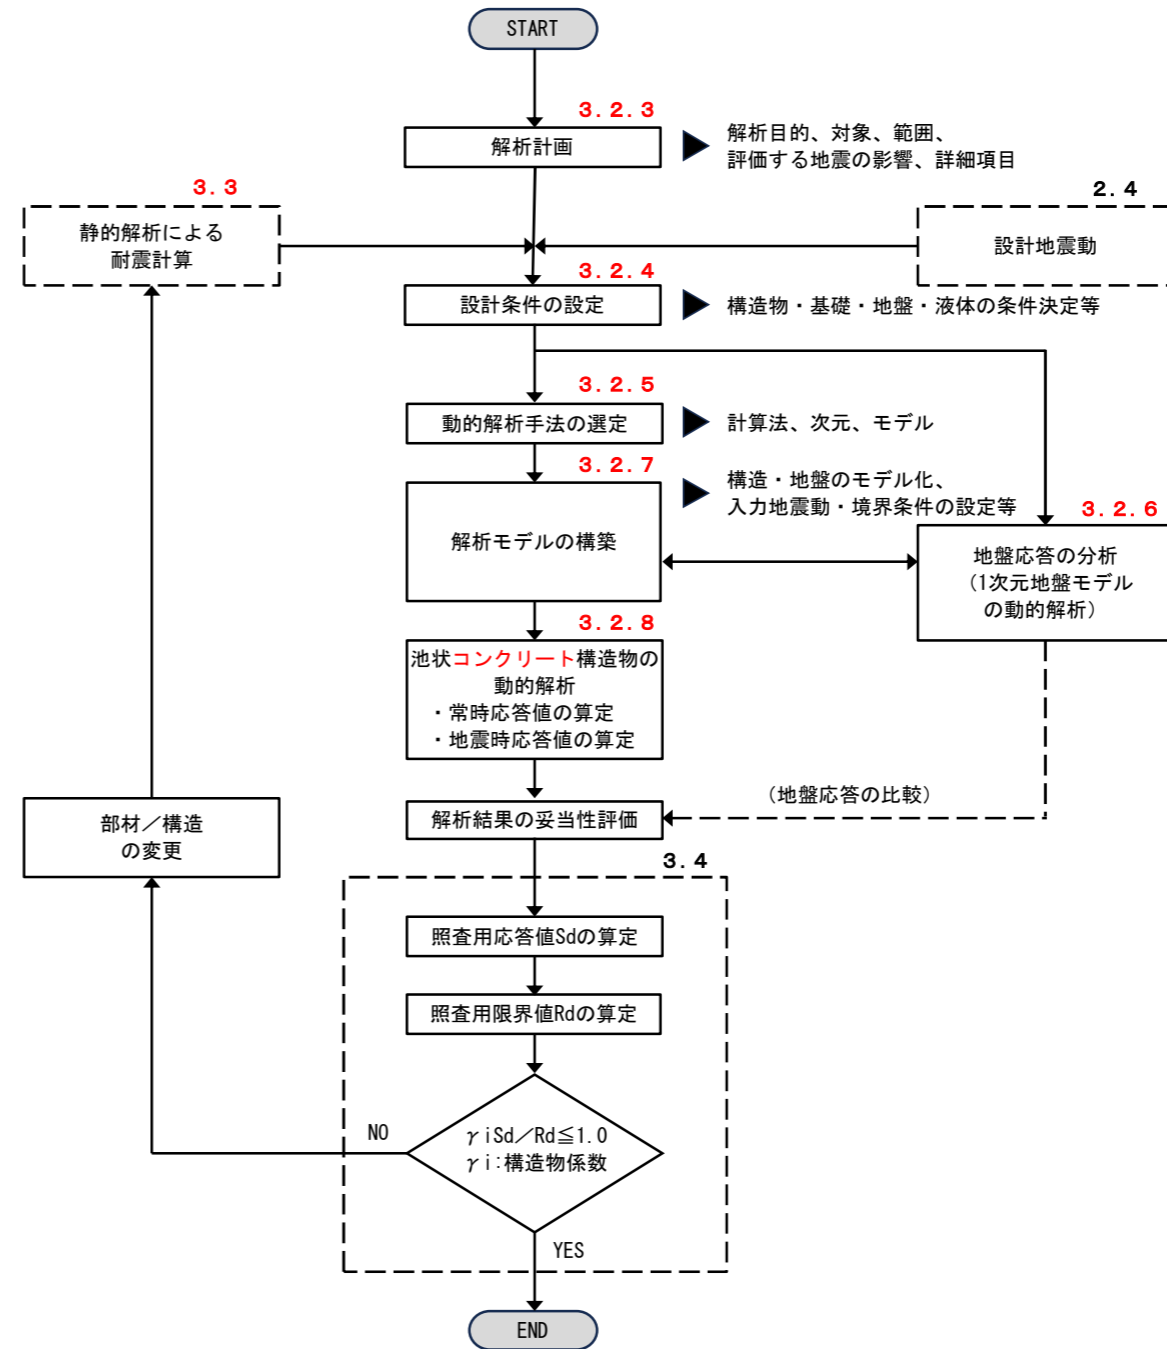 START
3.2.3
解析計画
解析目的、対象、範囲、
評価する地震の影響、詳細項目
3.3
静的解析による
耐震計算
2.4
設計地震動
3.2.4
設計条件の設定
構造物・基礎・地盤・液体の条件決定等
3.2.5
動的解析手法の選定
計算法、次元、モデル
3.2.7
解析モデルの構築
構造・地盤のモデル化、
入力地震動・境界条件の設定等
3.2.6
地盤応答の分析
(1次元地盤モデル
の動的解析)
3.2.8
池状コンクリート構造物の
動的解析
・常時応答値の算定
・地震時応答値の算定
(地盤応答の比較)
解析結果の妥当性評価
部材／構造
の変更
3.4
照査用応答値Sdの算定
照査用限界値Rdの算定
γiSd／Rd≦1.0
γi:構造物係数
NO
YES
END